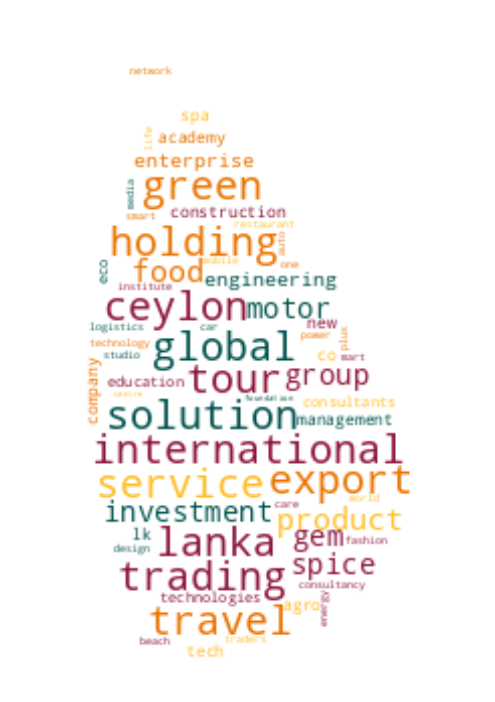 network
spa
life
academy
enterprise
media
green
smart
construction
restaurant
holding
auto
eco
food
mobile
one
engineering
institute
ceylon
motor
logistics
car
new
technology
global
power
plus
studio
co
mart
company
education
tour
group
centre
foundation
consultants
solution
management
international
service
export
world
investment
care
product
lk
lanka
gem
fashion
design
trading
spice
consultancy
technologies
agro
energy
travel
beach
traders
tech